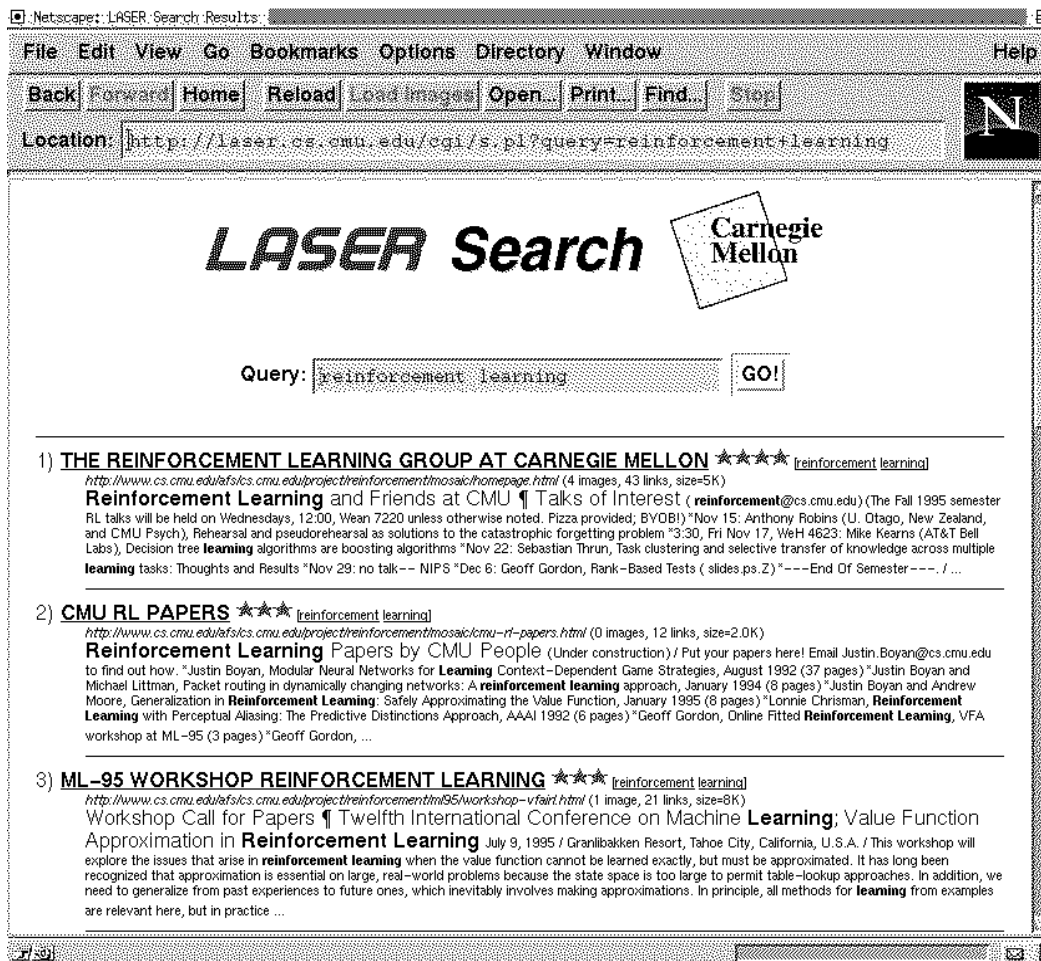 Netscape: LASER Search Results
File Edit View Go Bookmarks Options Directory Window Help
Back Forward Home Reload Load Images Open... Print... Find... Stop
N
Location: http://laser.cs.cmu.edu/cgi/s.pl?query=reinforcement+learning
LASER Search
Carnegie
Mellon
Query: reinforcement learning GO!
1) THE REINFORCEMENT LEARNING GROUP AT CARNEGIE MELLON [reinforcement learning]
http://www.cs.cmu.edu/afs/cs.cmu.edu/project/reinforcement/mosaic/homepage.html (4 images, 43 links, size=5K)
Reinforcement Learning and Friends at CMU ¶ Talks of Interest ( reinforcement@cs.cmu.edu) (The Fall 1995 semester
RL talks will be held on Wednesdays, 12:00, Wean 7220 unless otherwise noted. Pizza provided; BYOB!) *Nov 15: Anthony Robins (U. Otago, New Zealand,
and CMU Psych), Rehearsal and pseudorehearsal as solutions to the catastrophic forgetting problem *3:30, Fri Nov 17, WeH 4623: Mike Kearns (AT&T Bell
Labs), Decision tree learning algorithms are boosting algorithms *Nov 22: Sebastian Thrun, Task clustering and selective transfer of knowledge across multiple
learning tasks: Thoughts and Results *Nov 29: no talk-- NIPS *Dec 6: Geoff Gordon, Rank-Based Tests ( slides.ps.Z) *---End Of Semester---. / ...
2) CMU RL PAPERS [reinforcement learning]
http://www.cs.cmu.edu/afs/cs.cmu.edu/project/reinforcement/mosaic/cmu-rl-papers.html (0 images, 12 links, size=2.0K)
Reinforcement Learning Papers by CMU People (Under construction) / Put your papers here! Email Justin.Boyan@cs.cmu.edu
to find out how. *Justin Boyan, Modular Neural Networks for Learning Context-Dependent Game Strategies, August 1992 (37 pages) *Justin Boyan and
Michael Littman, Packet routing in dynamically changing networks: A reinforcement learning approach, January 1994 (8 pages) *Justin Boyan and Andrew
Moore, Generalization in Reinforcement Learning: Safely Approximating the Value Function, January 1995 (8 pages) *Lonnie Chrisman, Reinforcement
Learning with Perceptual Aliasing: The Predictive Distinctions Approach, AAAI 1992 (6 pages) *Geoff Gordon, Online Fitted Reinforcement Learning, VFA
workshop at ML-95 (3 pages) *Geoff Gordon, ...
3) ML-95 WORKSHOP REINFORCEMENT LEARNING [reinforcement learning]
http://www.cs.cmu.edu/afs/cs.cmu.edu/project/reinforcement/ml95/workshop-vfairl.html (1 image, 21 links, size=8K)
Workshop Call for Papers ¶ Twelfth International Conference on Machine Learning; Value Function
Approximation in Reinforcement Learning July 9, 1995 / Granlibakken Resort, Tahoe City, California, U.S.A. / This workshop will
explore the issues that arise in reinforcement learning when the value function cannot be learned exactly, but must be approximated. It has long been
recognized that approximation is essential on large, real-world problems because the state space is too large to permit table-lookup approaches. In addition, we
need to generalize from past experiences to future ones, which inevitably involves making approximations. In principle, all methods for learning from examples
are relevant here, but in practice ...